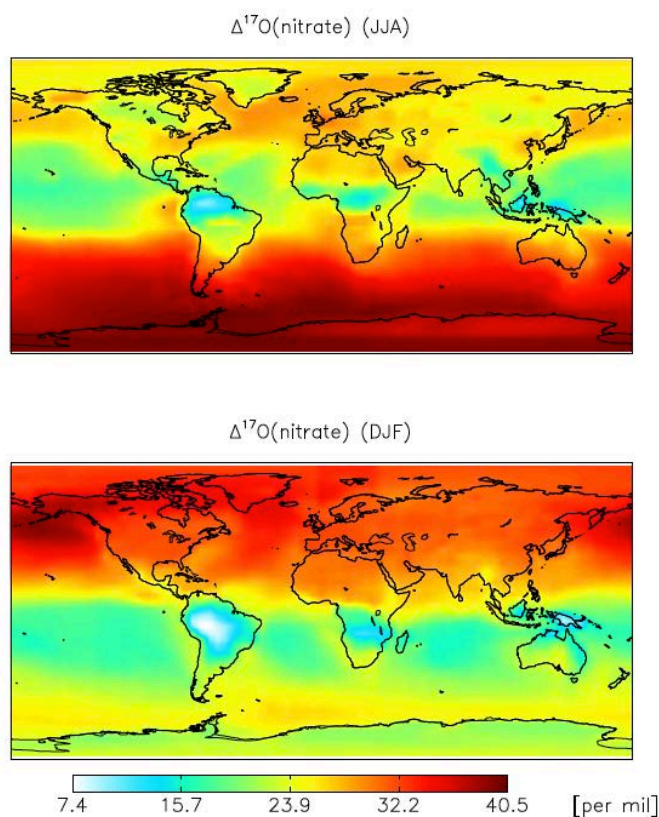 Δ¹⁷O(nitrate) (JJA)
Δ¹⁷O(nitrate) (DJF)
7.4 15.7 23.9 32.2 40.5 [per mil]